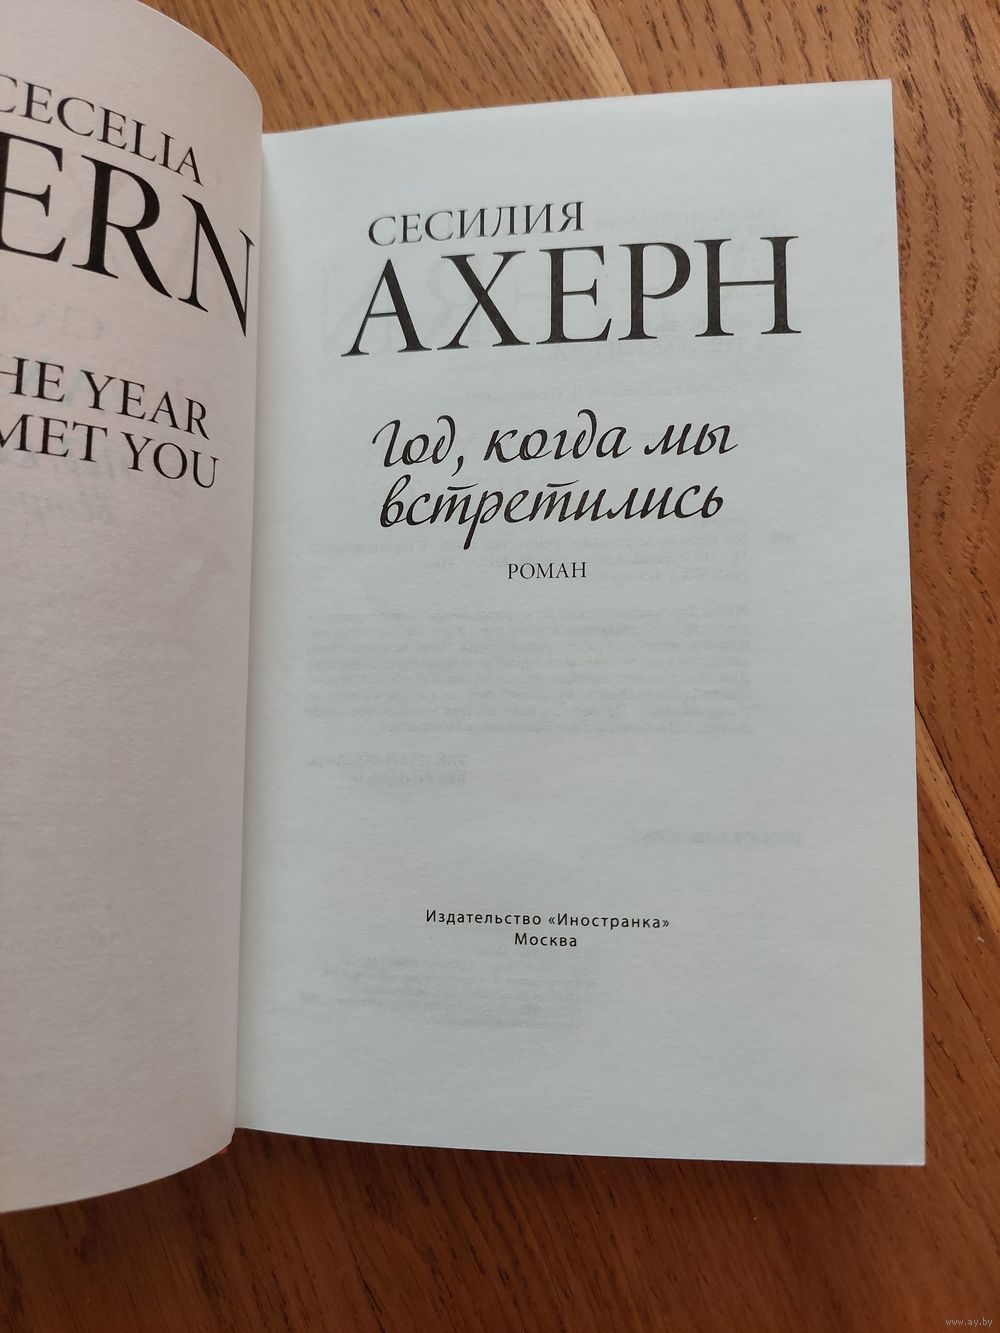 CECELIA
ERN
HE YEAR
MET YOU
СЕСИЛИЯ
АХЕРН
Год, когда мы
встретились
РОМАН
Издательство «Иностранка»
Москва
www.ay.by